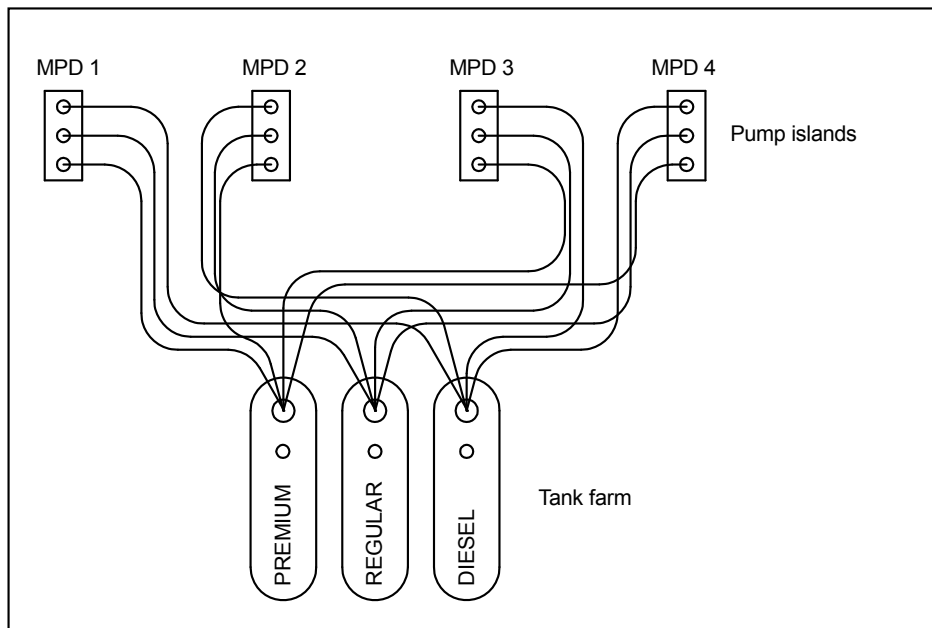 MPD 1
MPD 2
MPD 3
MPD 4
Pump islands
PREMIUM
REGULAR
DIESEL
Tank farm